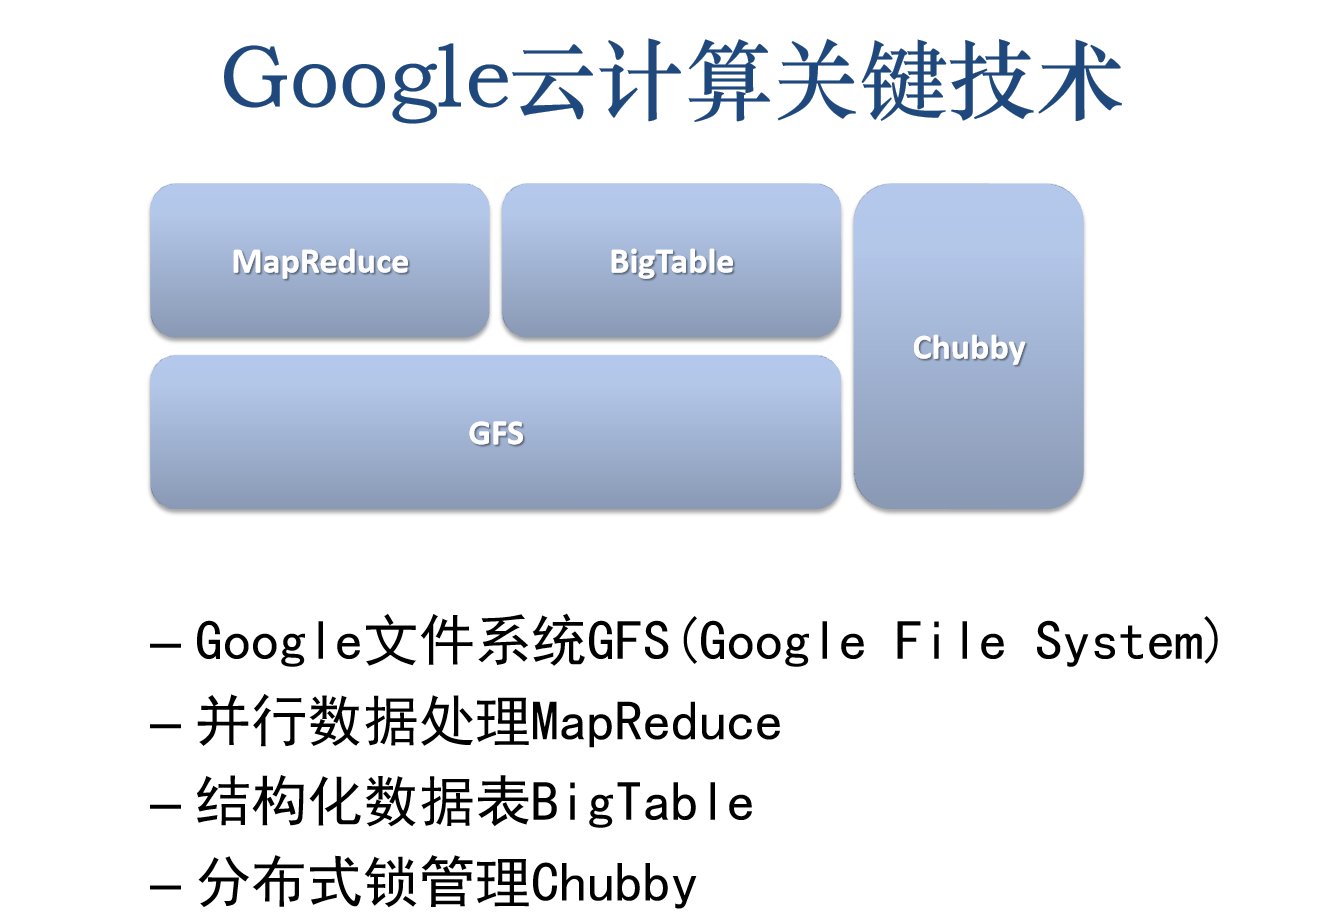 Google云计算关键技术
MapReduce
BigTable
Chubby
GFS
– Google文件系统GFS(Google File System)
– 并行数据处理MapReduce
– 结构化数据表BigTable
– 分布式锁管理Chubby